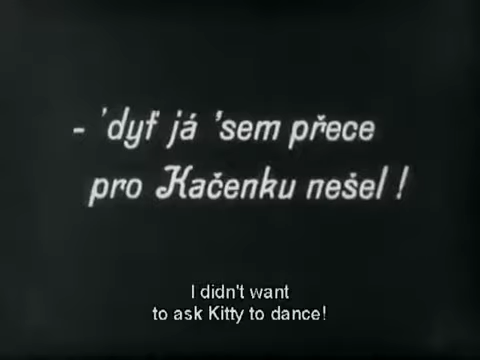 - 'dyť já 'sem přece
pro Kačenku nešel !
I didn't want
to ask Kitty to dance!